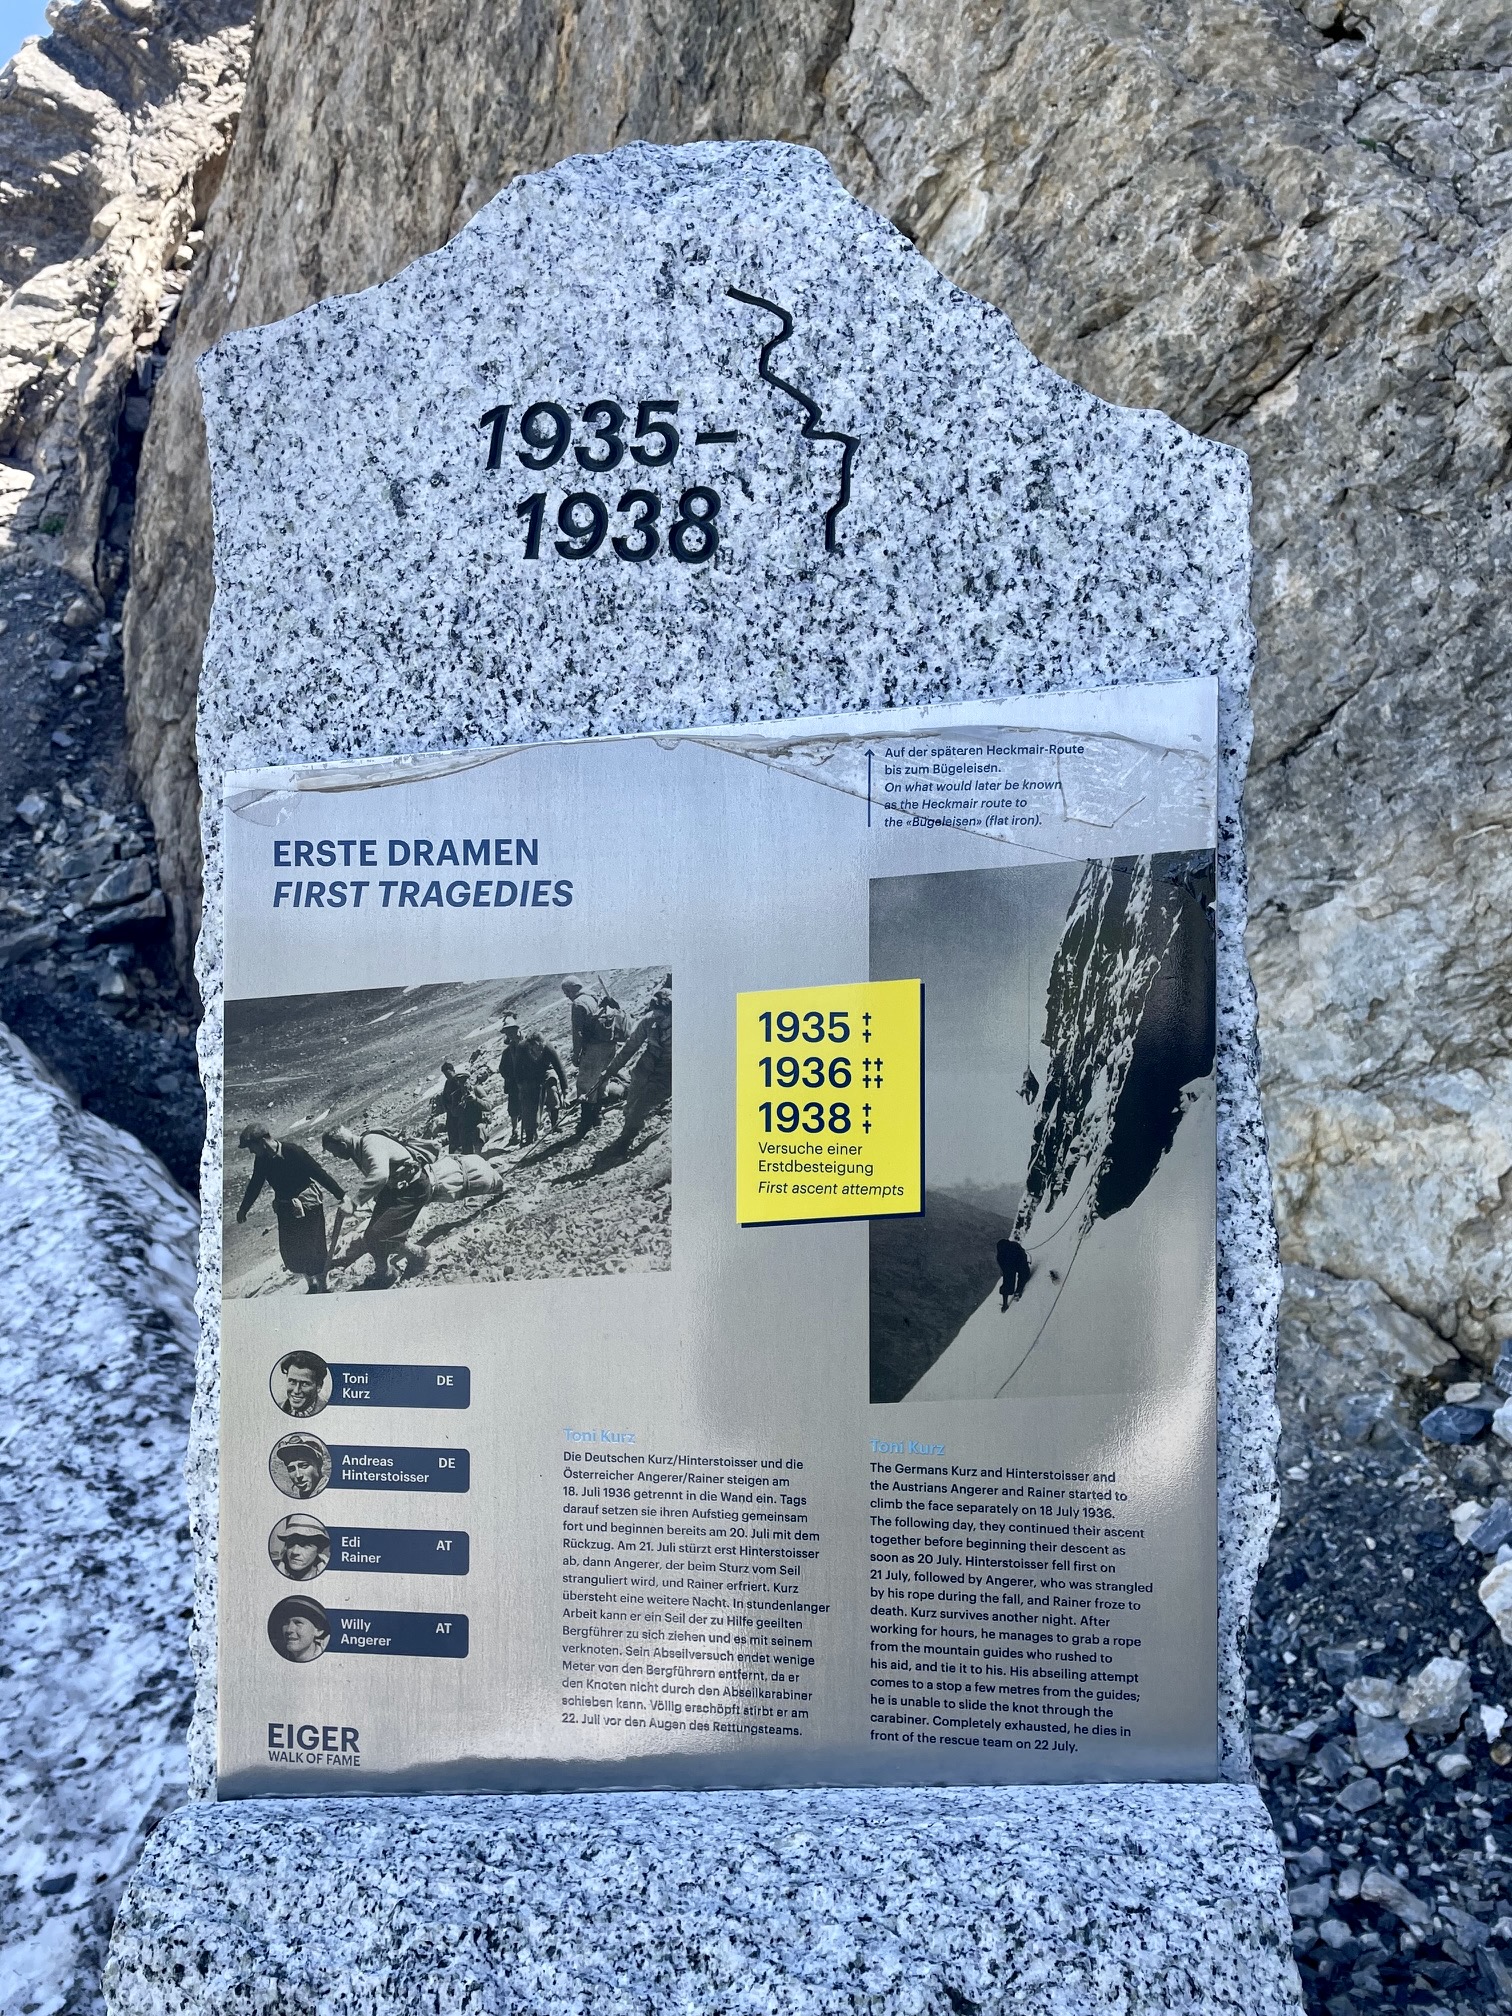 1935–
1938
Auf der späteren Heckmair-Route
bis zum Bügeleisen.
On what would later be known
as the Heckmair route to
the «Bügeleisen» (flat iron).
ERSTE DRAMEN
FIRST TRAGEDIES
1935 ††
1936 ††††
1938 ††
Versuche einer
Erstdbesteigung
First ascent attempts
Toni
Kurz
DE
Andreas
Hinterstoisser
DE
Edi
Rainer
AT
Willy
Angerer
AT
EIGER
WALK OF FAME
Toni Kurz
Die Deutschen Kurz/Hinterstoisser und die
Österreicher Angerer/Rainer steigen am
18. Juli 1936 getrennt in die Wand ein. Tags
darauf setzen sie ihren Aufstieg gemeinsam
fort und beginnen bereits am 20. Juli mit dem
Rückzug. Am 21. Juli stürzt erst Hinterstoisser
ab, dann Angerer, der beim Sturz vom Seil
stranguliert wird, und Rainer erfriert. Kurz
übersteht eine weitere Nacht. In stundenlanger
Arbeit kann er ein Seil der zu Hilfe geeilten
Bergführer zu sich ziehen und es mit seinem
verknoten. Sein Abseilversuch endet wenige
Meter von den Bergführern entfernt, da er
den Knoten nicht durch den Abseilkarabiner
schieben kann. Völlig erschöpft stirbt er am
22. Juli vor den Augen des Rettungsteams.
Toni Kurz
The Germans Kurz and Hinterstoisser and
the Austrians Angerer and Rainer started to
climb the face separately on 18 July 1936.
The following day, they continued their ascent
together before beginning their descent as
soon as 20 July. Hinterstoisser fell first on
21 July, followed by Angerer, who was strangled
by his rope during the fall, and Rainer froze to
death. Kurz survives another night. After
working for hours, he manages to grab a rope
from the mountain guides who rushed to
his aid, and tie it to his. His abseiling attempt
comes to a stop a few metres from the guides;
he is unable to slide the knot through the
carabiner. Completely exhausted, he dies in
front of the rescue team on 22 July.